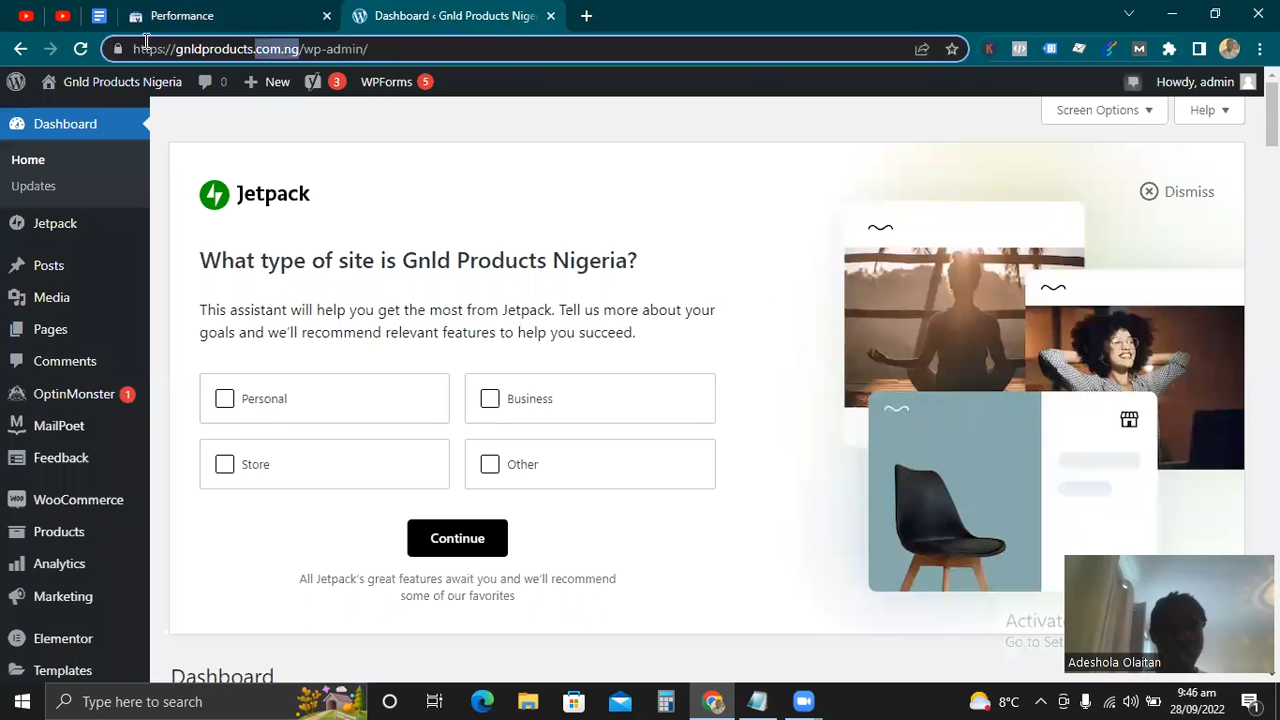 Performance
Dashboard ‹ Gnld Products Nige
https://gnldproducts.com.ng/wp-admin/
Gnld Products Nigeria
0
New
3
WPForms
5
Howdy, admin
Dashboard
Screen Options
Help
Home
Updates
Jetpack
Posts
Media
Pages
Comments
OptinMonster
1
MailPoet
Feedback
WooCommerce
Products
Analytics
Marketing
Elementor
Templates
Jetpack
Dismiss
What type of site is Gnld Products Nigeria?
This assistant will help you get the most from Jetpack. Tell us more about your
goals and we'll recommend relevant features to help you succeed.
Personal
Business
Store
Other
Continue
All Jetpack's great features await you and we'll recommend
some of our favorites
Activat
Go to Set
Adeshola Olaitan
Dashboard
Type here to search
8°C
9:46 am
28/09/2022
1